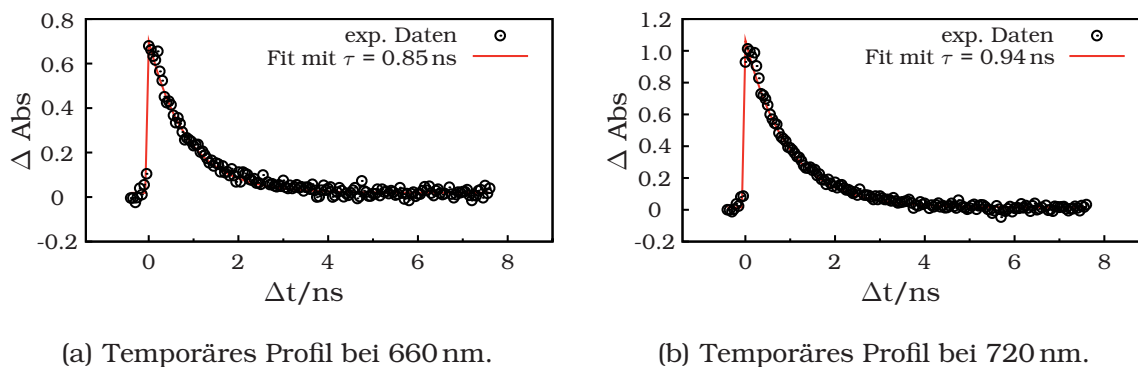 0.8
0.6
0.4
0.2
0
-0.2
Δ Abs
exp. Daten
Fit mit τ = 0.85 ns
0 2 4 6 8
Δt/ns
(a) Temporäres Profil bei 660 nm.
1.2
1.0
0.8
0.6
0.4
0.2
0
-0.2
Δ Abs
exp. Daten
Fit mit τ = 0.94 ns
0 2 4 6 8
Δt/ns
(b) Temporäres Profil bei 720 nm.